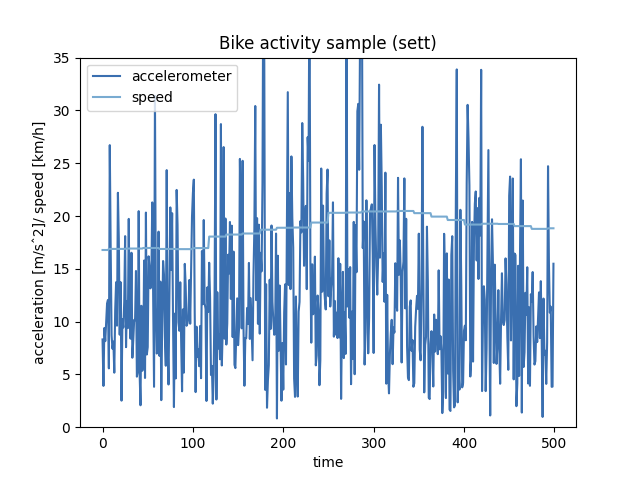 Bike activity sample (sett)
accelerometer
speed
acceleration [m/s^2]/ speed [km/h]
35
30
25
20
15
10
5
0
0 100 200 300 400 500
time